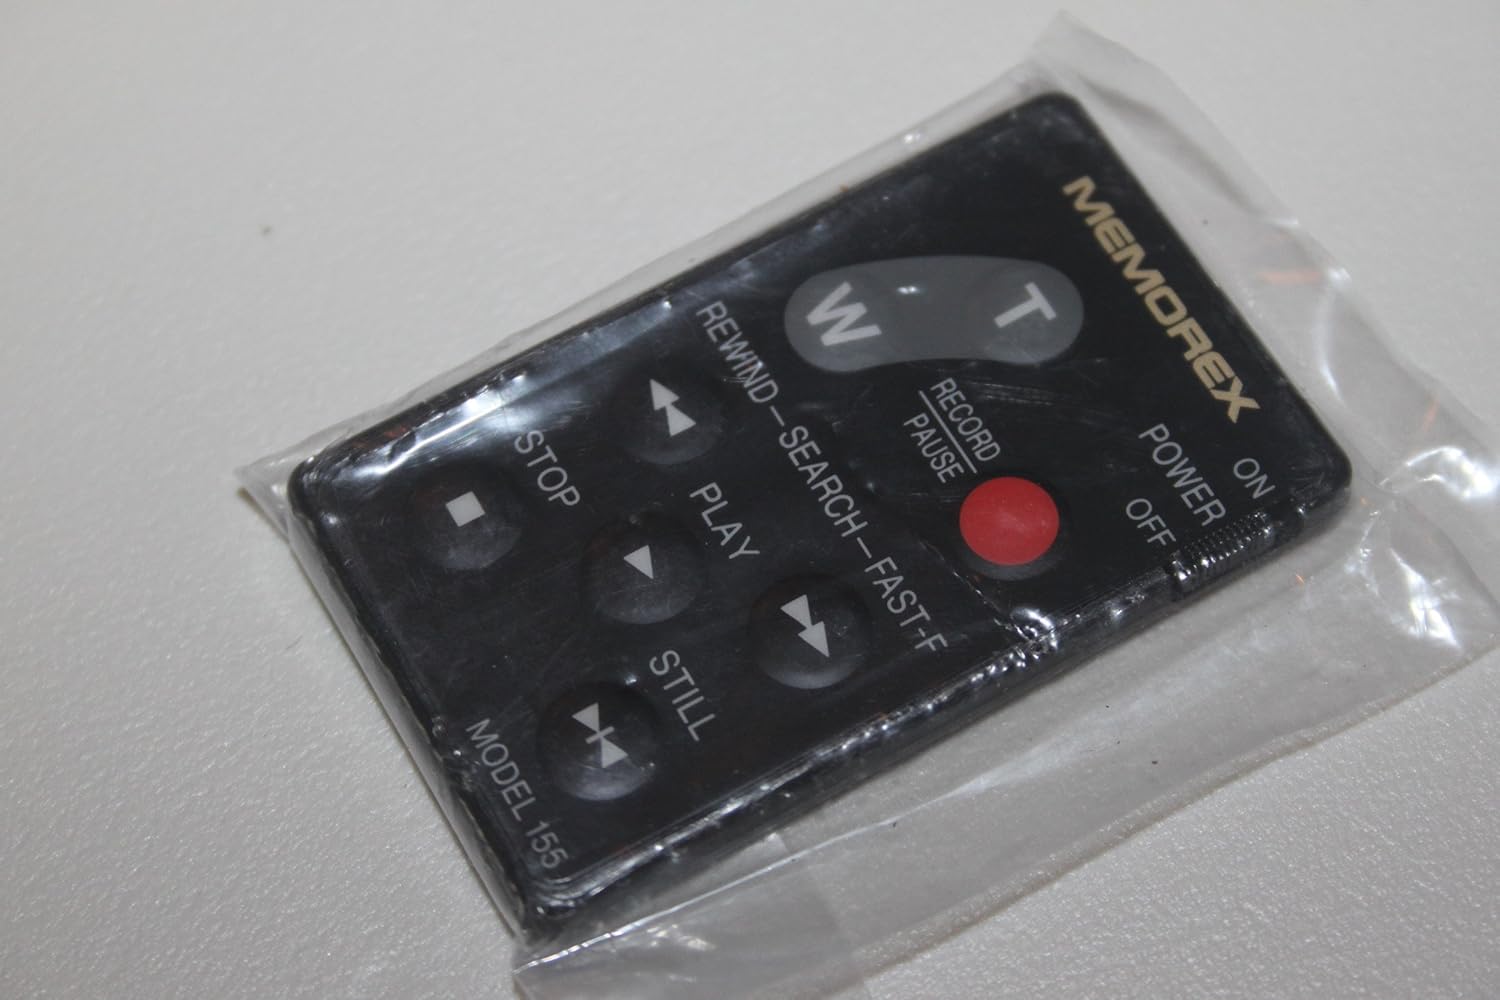 MEMOREX
ON
POWER
OFF
T
W
RECORD
PAUSE
REWIND–SEARCH–FAST-F
PLAY
STOP
STILL
MODEL 155